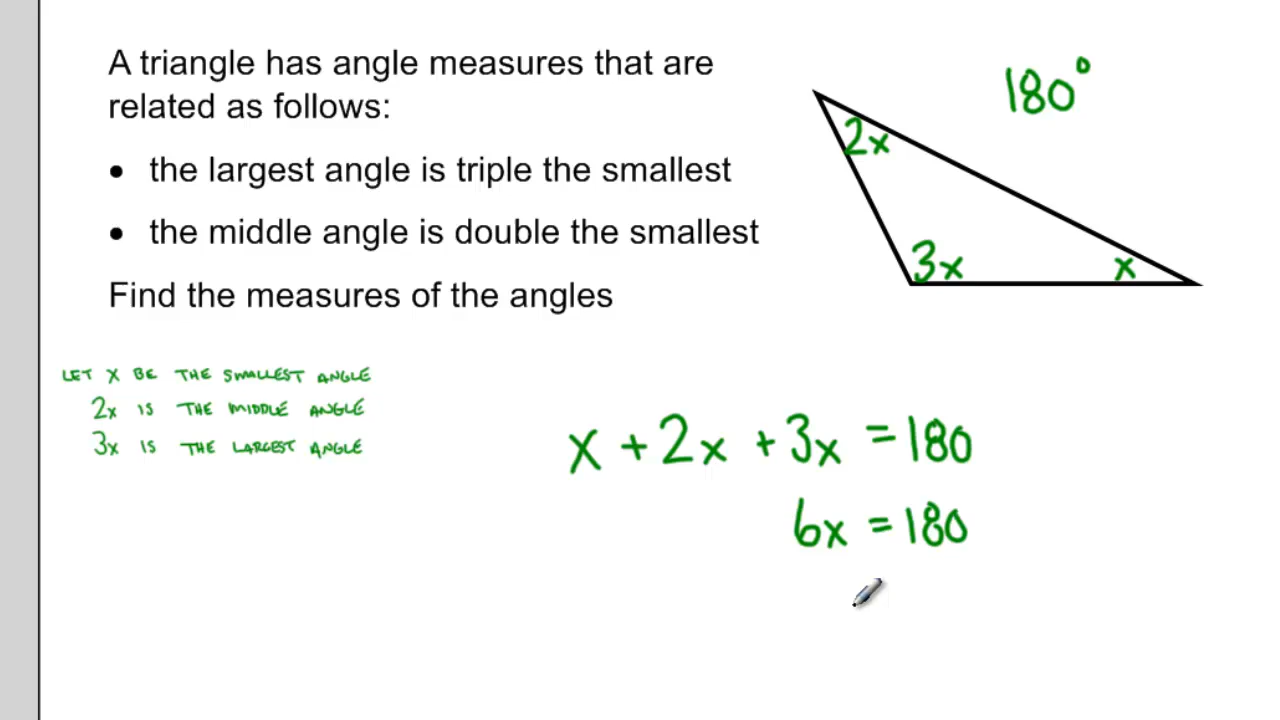 A triangle has angle measures that are
related as follows:
• the largest angle is triple the smallest
• the middle angle is double the smallest
Find the measures of the angles
180°
2x
3x
x
LET X BE THE SMALLEST ANGLE
2x IS THE MIDDLE ANGLE
3x IS THE LARGEST ANGLE
x + 2x + 3x = 180
6x = 180